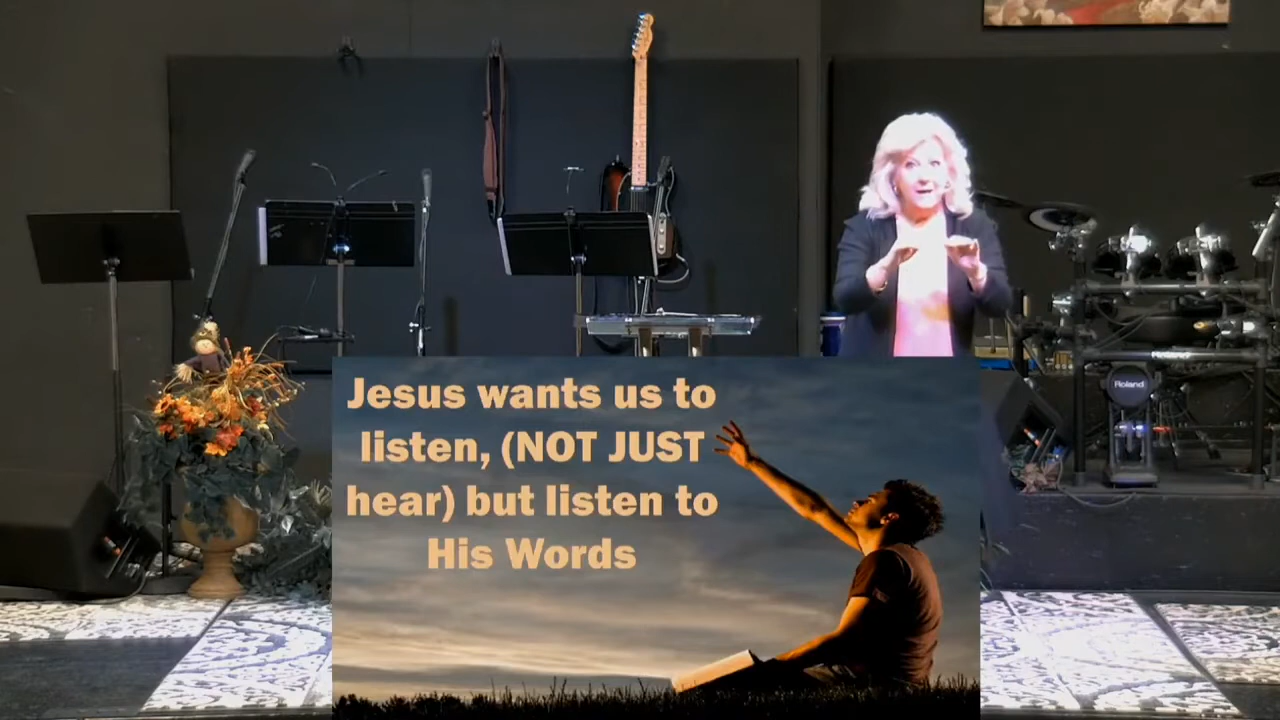 Roland
Jesus wants us to
listen, (NOT JUST
hear) but listen to
His Words